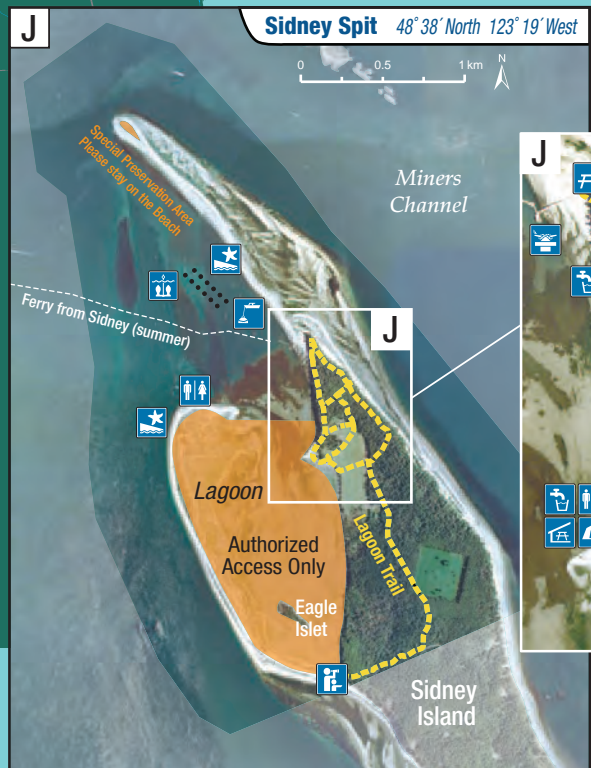 J
Sidney Spit 48° 38´ North 123° 19´ West
0 0.5 1 km
N
Special Preservation Area
Please stay on the Beach
Miners
Channel
J
Ferry from Sidney (summer)
J
Lagoon
Authorized
Access Only
Lagoon Trail
Eagle
Islet
Sidney
Island